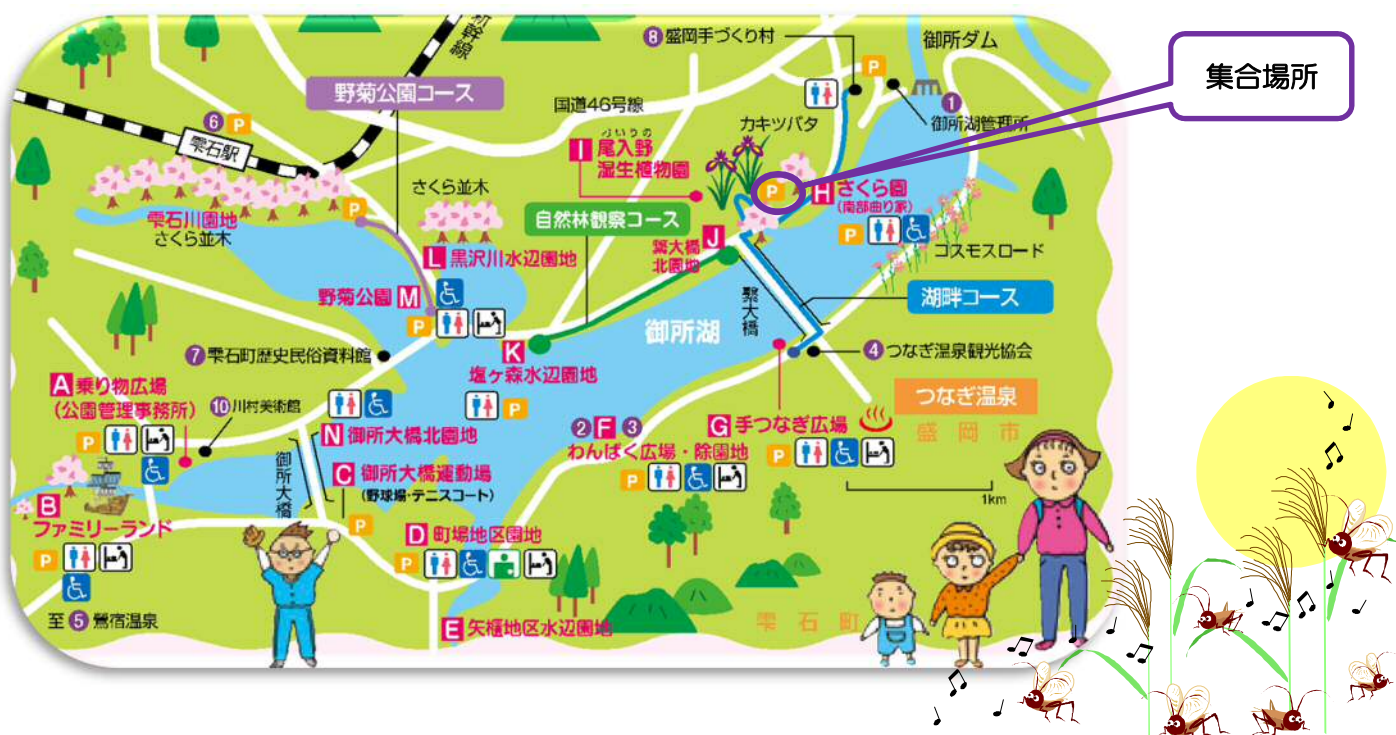 新幹線
8 盛岡手づくり村
御所ダム
集合場所
P
野菊公園コース
国道46号線
1
御所湖管理所
6 P
雫石駅
カキツバタ
ぶいりの
I 尾入野
湿生植物園
P
H さくら園
(南部曲り家)
P
さくら並木
自然林観察コース
P
雫石川園地
さくら並木
J
繋大橋
北園地
コスモスロード
L 黒沢川水辺園地
野菊公園 M
P
繋大橋
湖畔コース
御所湖
7 雫石町歴史民俗資料館
K
塩ヶ森水辺園地
P
4 つなぎ温泉観光協会
つなぎ温泉
盛岡市
A 乗り物広場
(公園管理事務所)
P
10 川村美術館
N 御所大橋北園地
2 F 3
わんぱく広場・除園地
P
G 手つなぎ広場
P
御所大橋
C 御所大橋運動場
(野球場・テニスコート)
P
1km
B
ファミリーランド
P
D 町場地区園地
P
至 5 鶯宿温泉
E 矢櫃地区水辺園地
雫石町